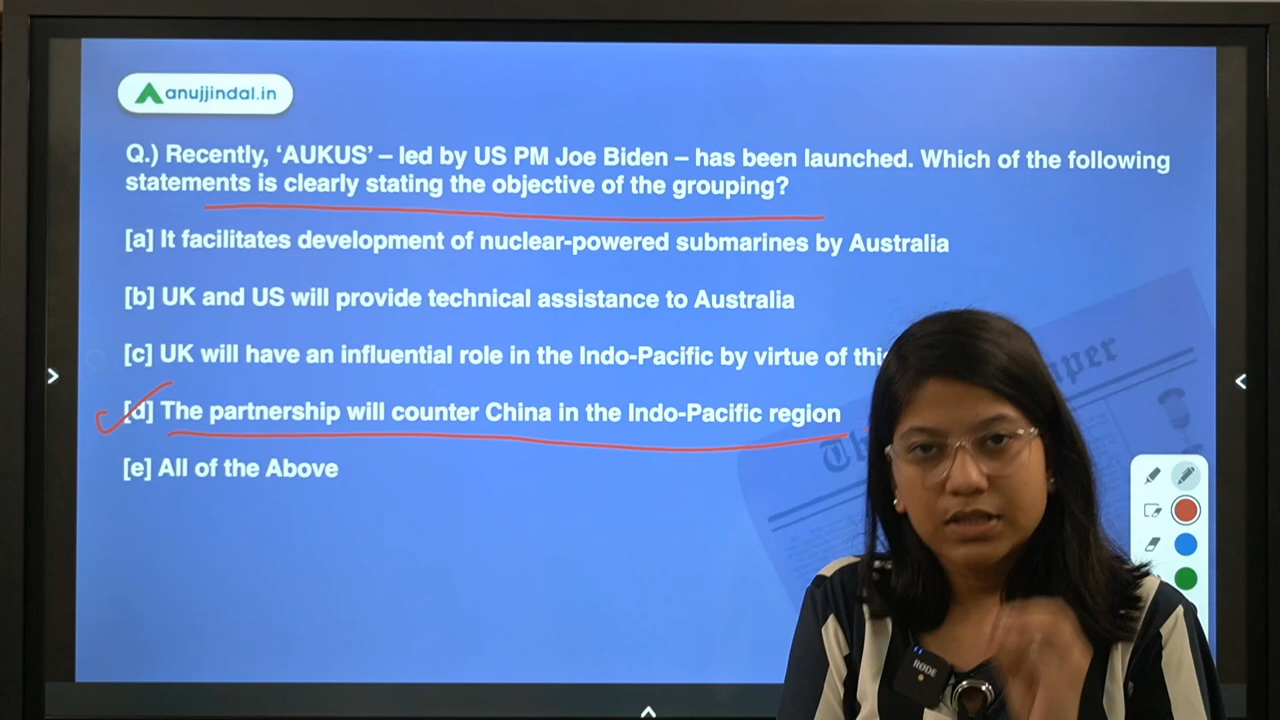 anujjindal.in
Q.) Recently, ‘AUKUS’ – led by US PM Joe Biden – has been launched. Which of the following
statements is clearly stating the objective of the grouping?
[a] It facilitates development of nuclear-powered submarines by Australia
[b] UK and US will provide technical assistance to Australia
[c] UK will have an influential role in the Indo-Pacific by virtue of
[d] The partnership will counter China in the Indo-Pacific region
[e] All of the Above
RODE